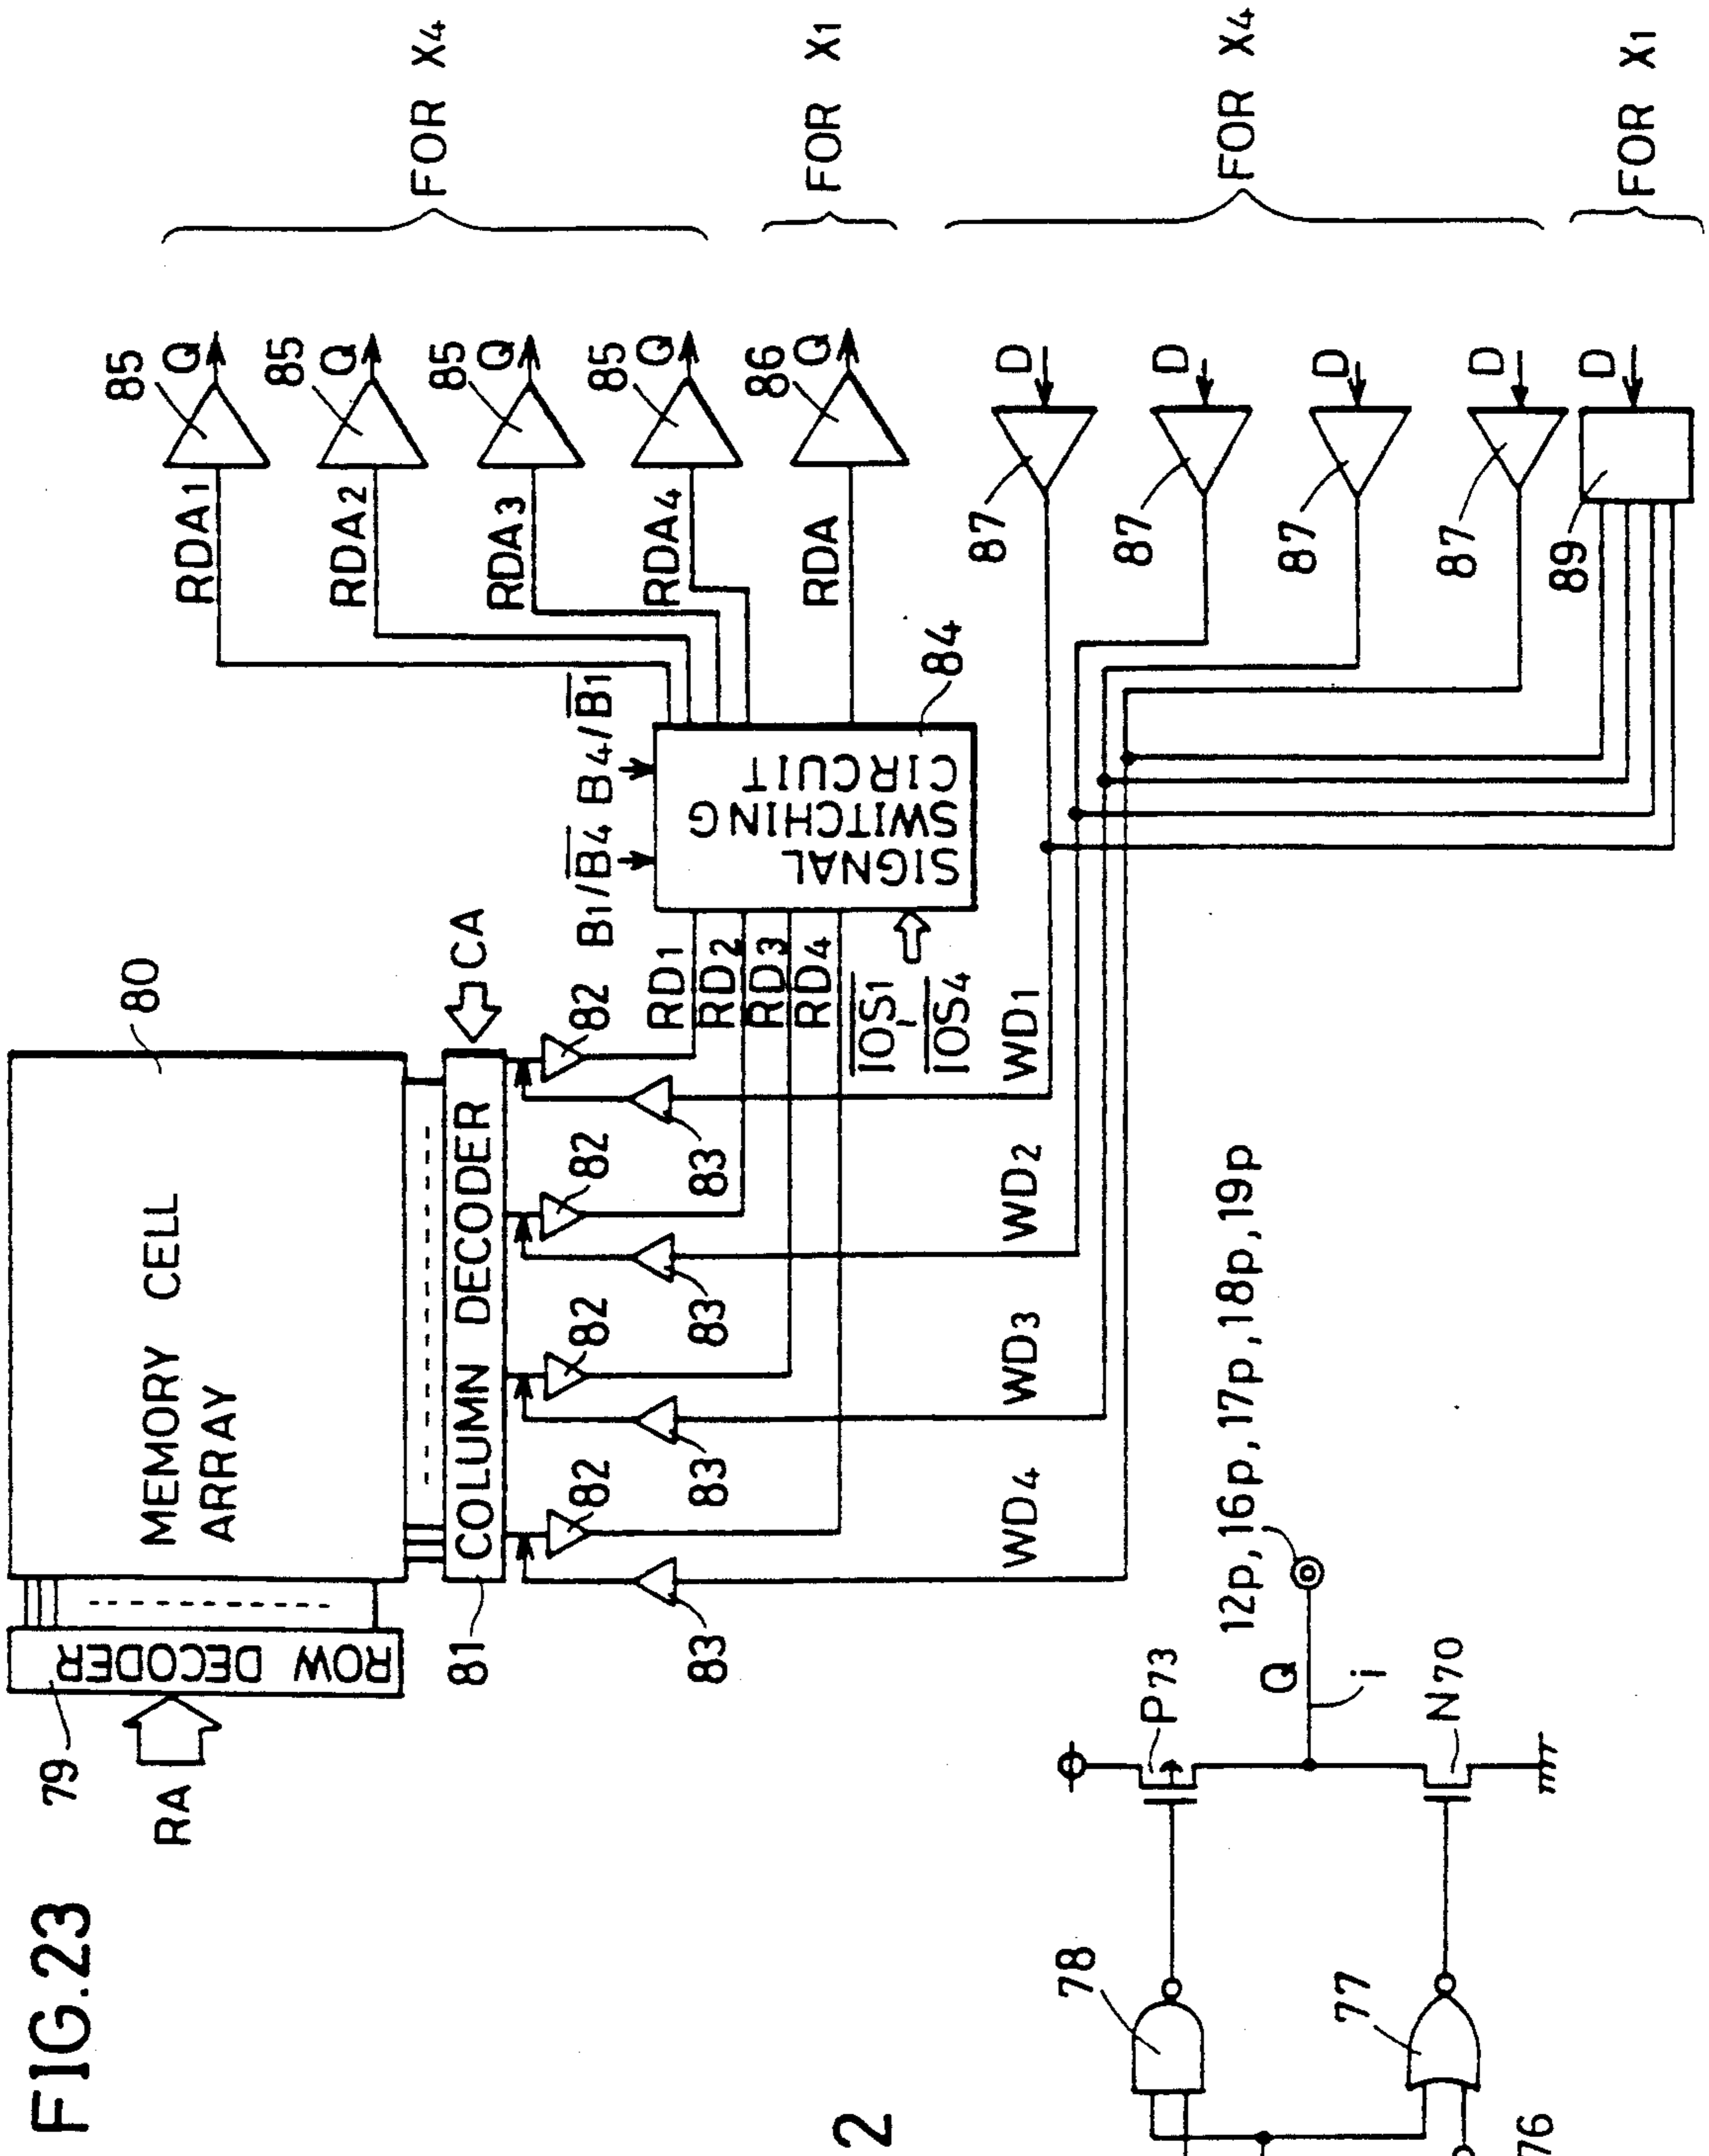 FIG.23
RA
79
ROW DECODER
MEMORY CELL
ARRAY
80
81
COLUMN DECODER
CA
82
82
82
82
83
83
83
83
RD1
RD2
RD3
RD4
B1/B̅4̅
B4/B̅1̅
I̅O̅S̅1̅
~
I̅O̅S̅4̅
SIGNAL
SWITCHING
CIRCUIT
84
RDA1
RDA2
RDA3
RDA4
RDA
85
Q
85
Q
85
Q
85
Q
86
Q
FOR X4
FOR X1
WD1
WD2
WD3
WD4
87
D
87
D
87
D
87
D
89
D
FOR X4
FOR X1
2
78
77
76
P73
N70
Q
i
12p,16p,17p,18p,19p